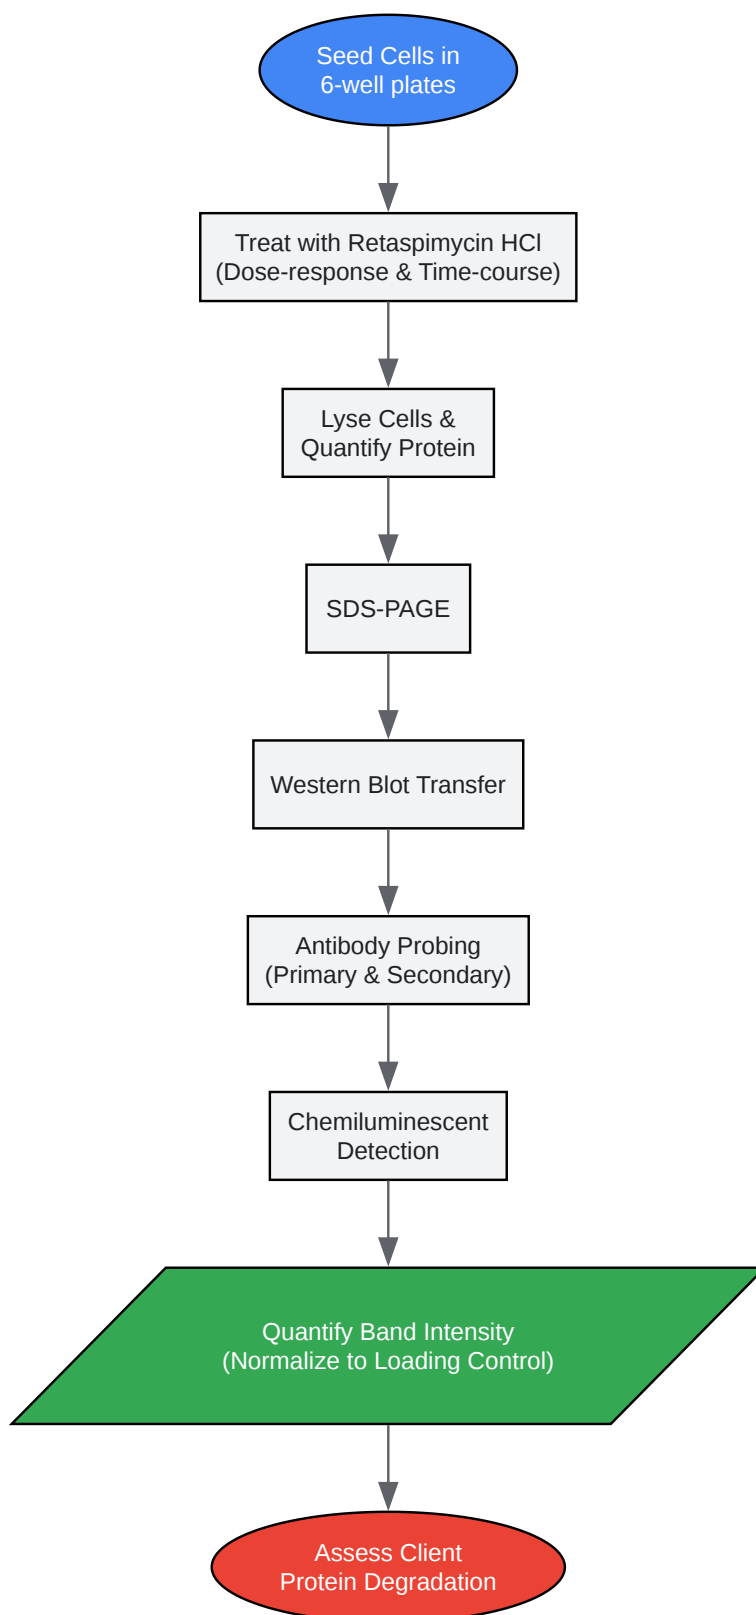 Seed Cells in
6-well plates
Treat with Retaspimycin HCl
(Dose-response & Time-course)
Lyse Cells &
Quantify Protein
SDS-PAGE
Western Blot Transfer
Antibody Probing
(Primary & Secondary)
Chemiluminescent
Detection
Quantify Band Intensity
(Normalize to Loading Control)
Assess Client
Protein Degradation